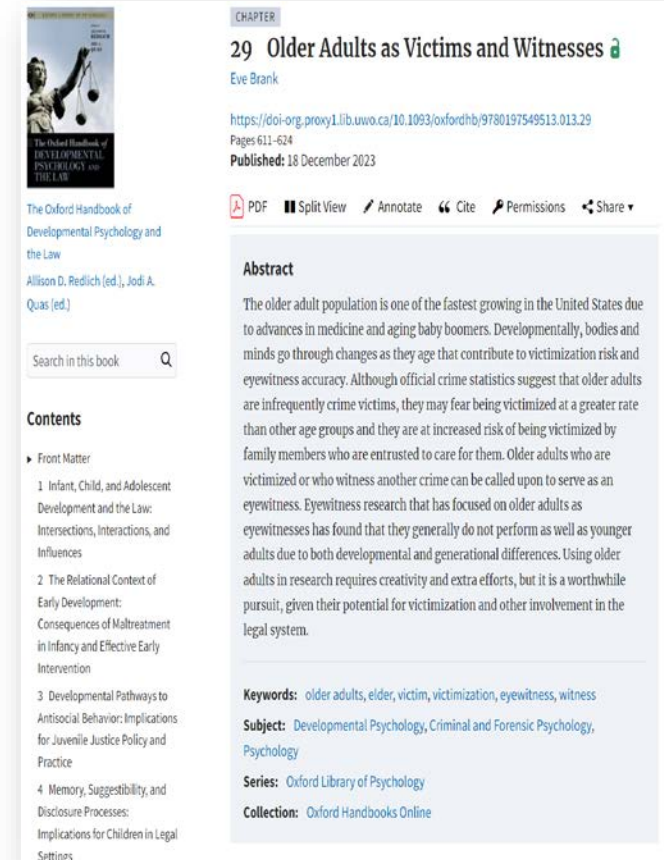 The Oxford Handbook of
DEVELOPMENTAL
PSYCHOLOGY AND
THE LAW
The Oxford Handbook of
Developmental Psychology and
the Law
Allison D. Redlich (ed.), Jodi A.
Quas (ed.)
Search in this book
Contents
Front Matter
1 Infant, Child, and Adolescent
Development and the Law:
Intersections, Interactions, and
Influences
2 The Relational Context of
Early Development:
Consequences of Maltreatment
in Infancy and Effective Early
Intervention
3 Developmental Pathways to
Antisocial Behavior: Implications
for Juvenile Justice Policy and
Practice
4 Memory, Suggestibility, and
Disclosure Processes:
Implications for Children in Legal
Settings
CHAPTER
29 Older Adults as Victims and Witnesses
Eve Brank
https://doi-org.proxy1.lib.uwo.ca/10.1093/oxfordhb/9780197549513.013.29
Pages 611–624
Published: 18 December 2023
PDF Split View Annotate Cite Permissions Share ▾
Abstract
The older adult population is one of the fastest growing in the United States due
to advances in medicine and aging baby boomers. Developmentally, bodies and
minds go through changes as they age that contribute to victimization risk and
eyewitness accuracy. Although official crime statistics suggest that older adults
are infrequently crime victims, they may fear being victimized at a greater rate
than other age groups and they are at increased risk of being victimized by
family members who are entrusted to care for them. Older adults who are
victimized or who witness another crime can be called upon to serve as an
eyewitness. Eyewitness research that has focused on older adults as
eyewitnesses has found that they generally do not perform as well as younger
adults due to both developmental and generational differences. Using older
adults in research requires creativity and extra efforts, but it is a worthwhile
pursuit, given their potential for victimization and other involvement in the
legal system.
Keywords: older adults, elder, victim, victimization, eyewitness, witness
Subject: Developmental Psychology, Criminal and Forensic Psychology,
Psychology
Series: Oxford Library of Psychology
Collection: Oxford Handbooks Online